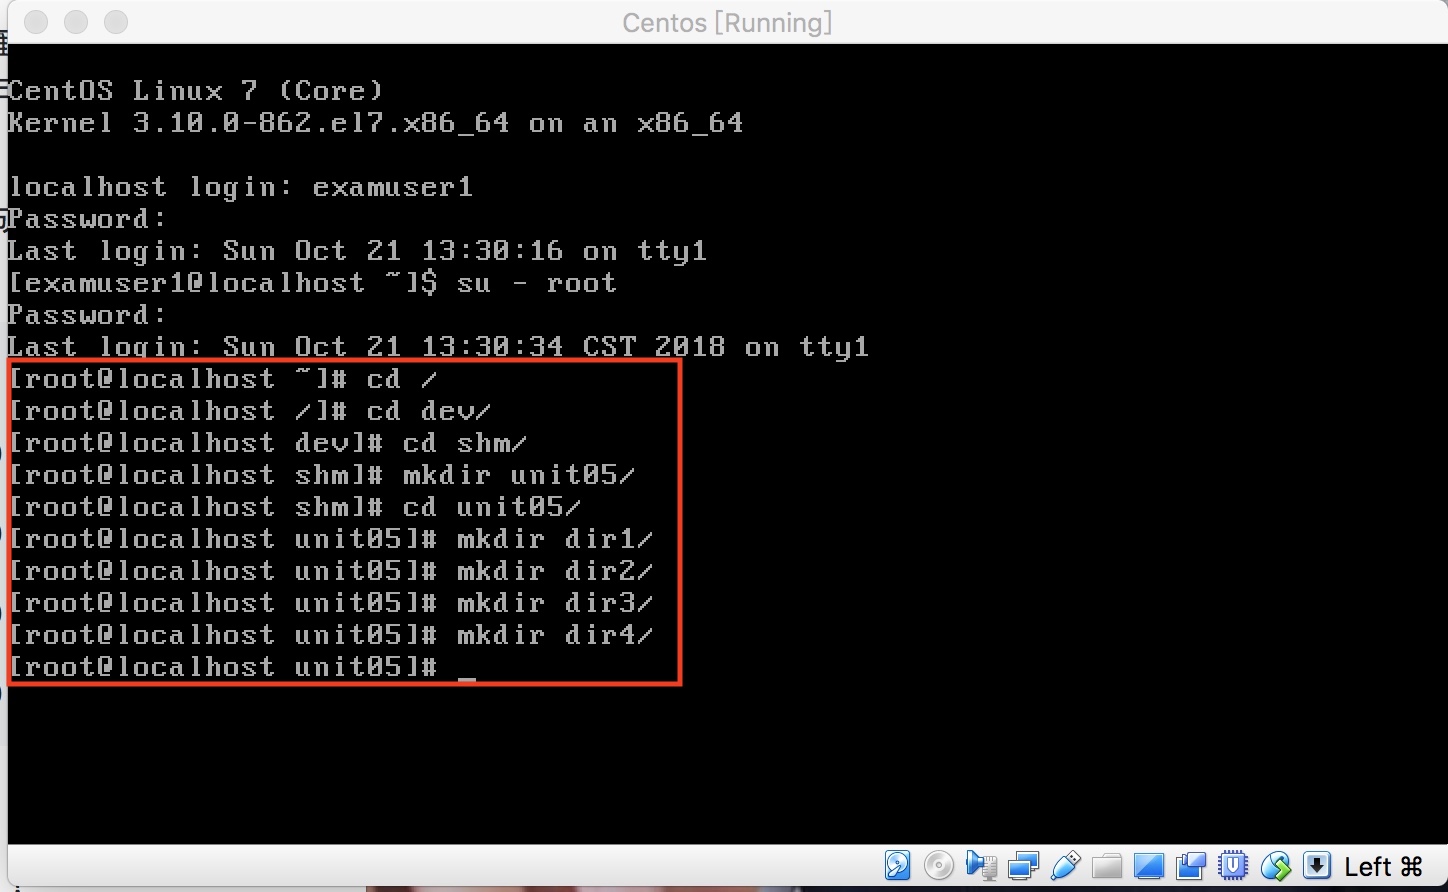 Centos [Running]
CentOS Linux 7 (Core)
Kernel 3.10.0-862.el7.x86_64 on an x86_64
localhost login: examuser1
Password:
Last login: Sun Oct 21 13:30:16 on tty1
[examuser1@localhost ~]$ su - root
Password:
Last login: Sun Oct 21 13:30:34 CST 2018 on tty1
[root@localhost ~]# cd /
[root@localhost /]# cd dev/
[root@localhost dev]# cd shm/
[root@localhost shm]# mkdir unit05/
[root@localhost shm]# cd unit05/
[root@localhost unit05]# mkdir dir1/
[root@localhost unit05]# mkdir dir2/
[root@localhost unit05]# mkdir dir3/
[root@localhost unit05]# mkdir dir4/
[root@localhost unit05]# _
Left ⌘